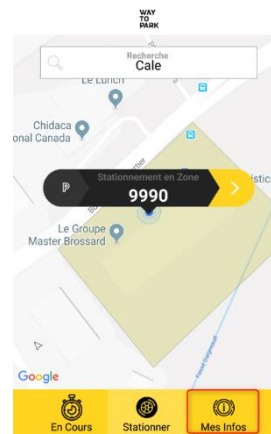 WAY
TO
PARK
Recherche
Cale
Le Lunch
Chidaca
onal Canada
Stationnement en Zone
9990
istics
Le Groupe
Master Brossard
Google
En Cours
Stationner
Mes Infos